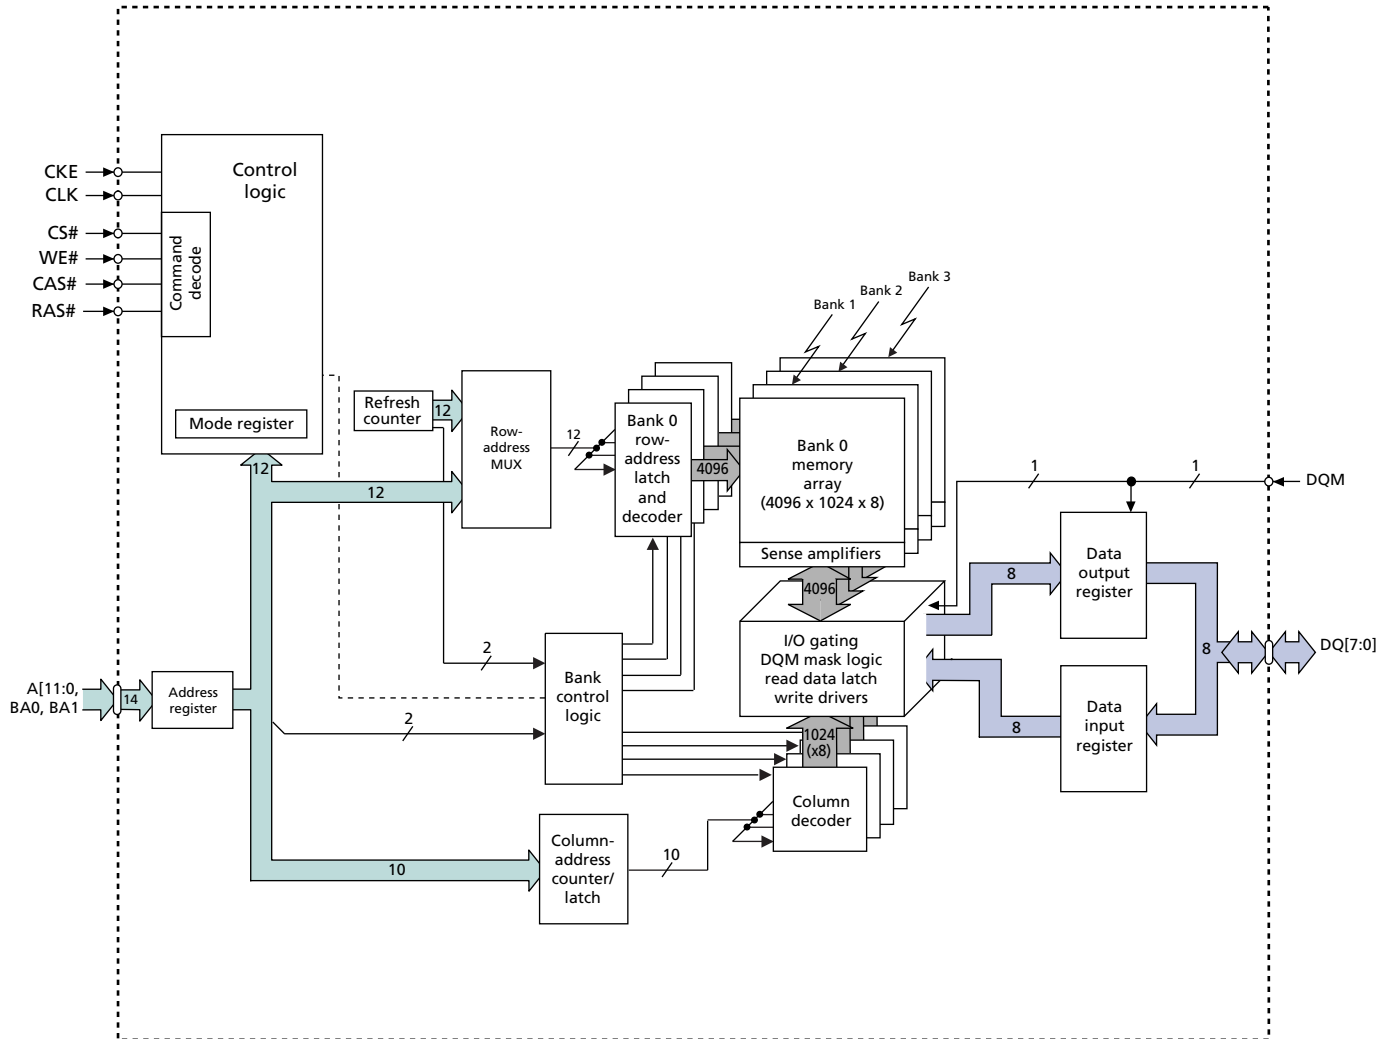 CKE
CLK
CS#
WE#
CAS#
RAS#
Control
logic
Command
decode
Mode register
12
Refresh
counter
12
12
Row-
address
MUX
12
Bank 0
row-
address
latch
and
decoder
4096
Bank 1
Bank 2
Bank 3
Bank 0
memory
array
(4096 x 1024 x 8)
Sense amplifiers
4096
I/O gating
DQM mask logic
read data latch
write drivers
1
1
DQM
Data
output
register
8
8
DQ[7:0]
Data
input
register
8
A[11:0,
BA0, BA1
14
Address
register
2
2
Bank
control
logic
1024
(x8)
Column
decoder
10
Column-
address
counter/
latch
10